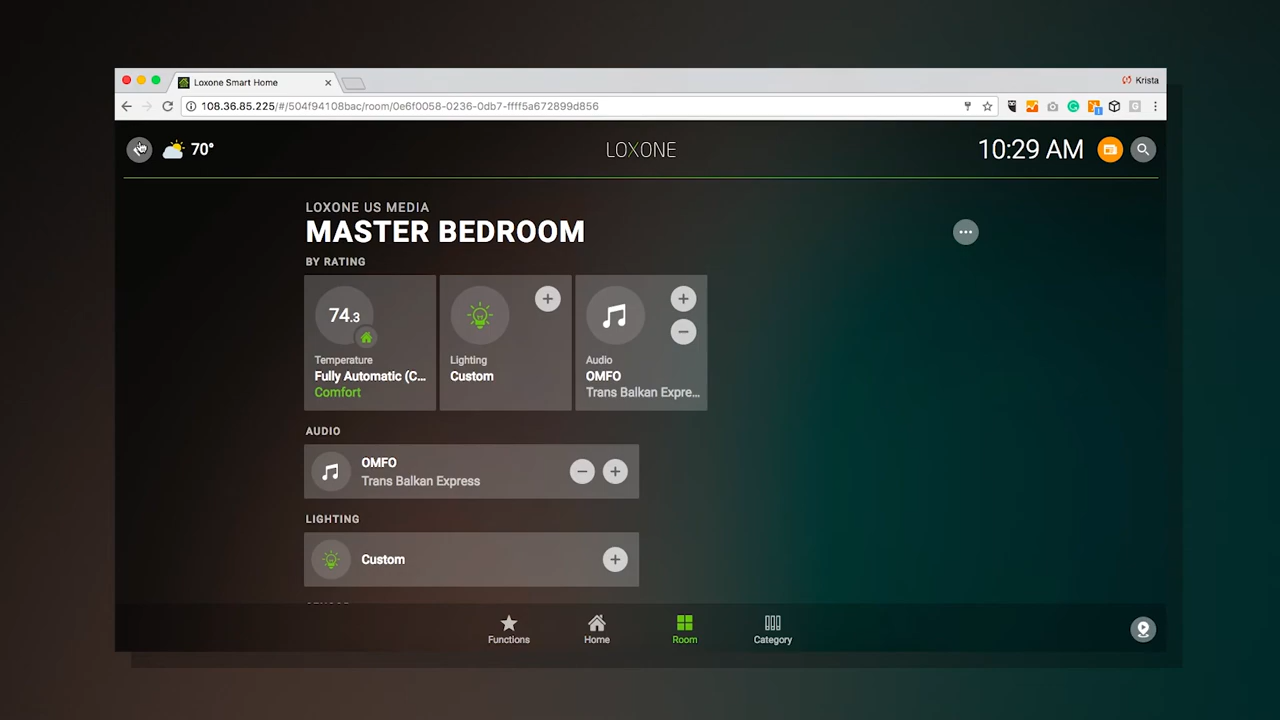 Loxone Smart Home
Krista
108.36.85.225/#/504f94108bac/room/0e6f0058-0236-0db7-ffff5a672899d856
70°
LOXONE
10:29 AM
LOXONE US MEDIA
MASTER BEDROOM
BY RATING
74.3
Temperature
Fully Automatic (C...
Comfort
Lighting
Custom
Audio
OMFO
Trans Balkan Expre...
AUDIO
OMFO
Trans Balkan Express
LIGHTING
Custom
Functions
Home
Room
Category